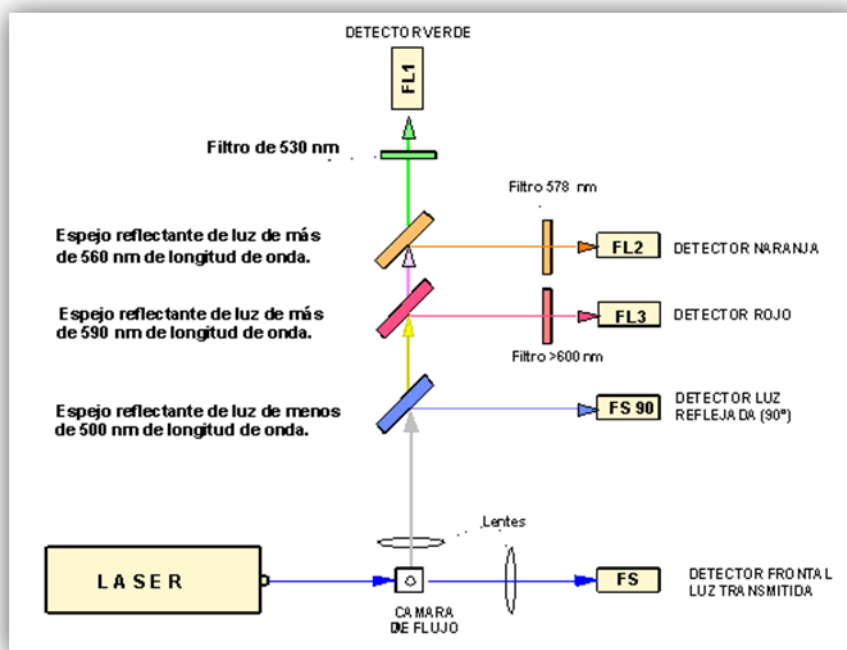 DETECTOR VERDE
FL1
Filtro de 530 nm
Filtro 578 nm
Espejo reflectante de luz de más
de 560 nm de longitud de onda.
FL2
DETECTOR NARANJA
Espejo reflectante de luz de más
de 590 nm de longitud de onda.
FL3
DETECTOR ROJO
Filtro >600 nm
Espejo reflectante de luz de menos
de 500 nm de longitud de onda.
FS 90
DETECTOR LUZ
REFLEJADA (90º)
Lentes
LASER
CAMARA
DE FLUJO
FS
DETECTOR FRONTAL
LUZ TRANSMITIDA